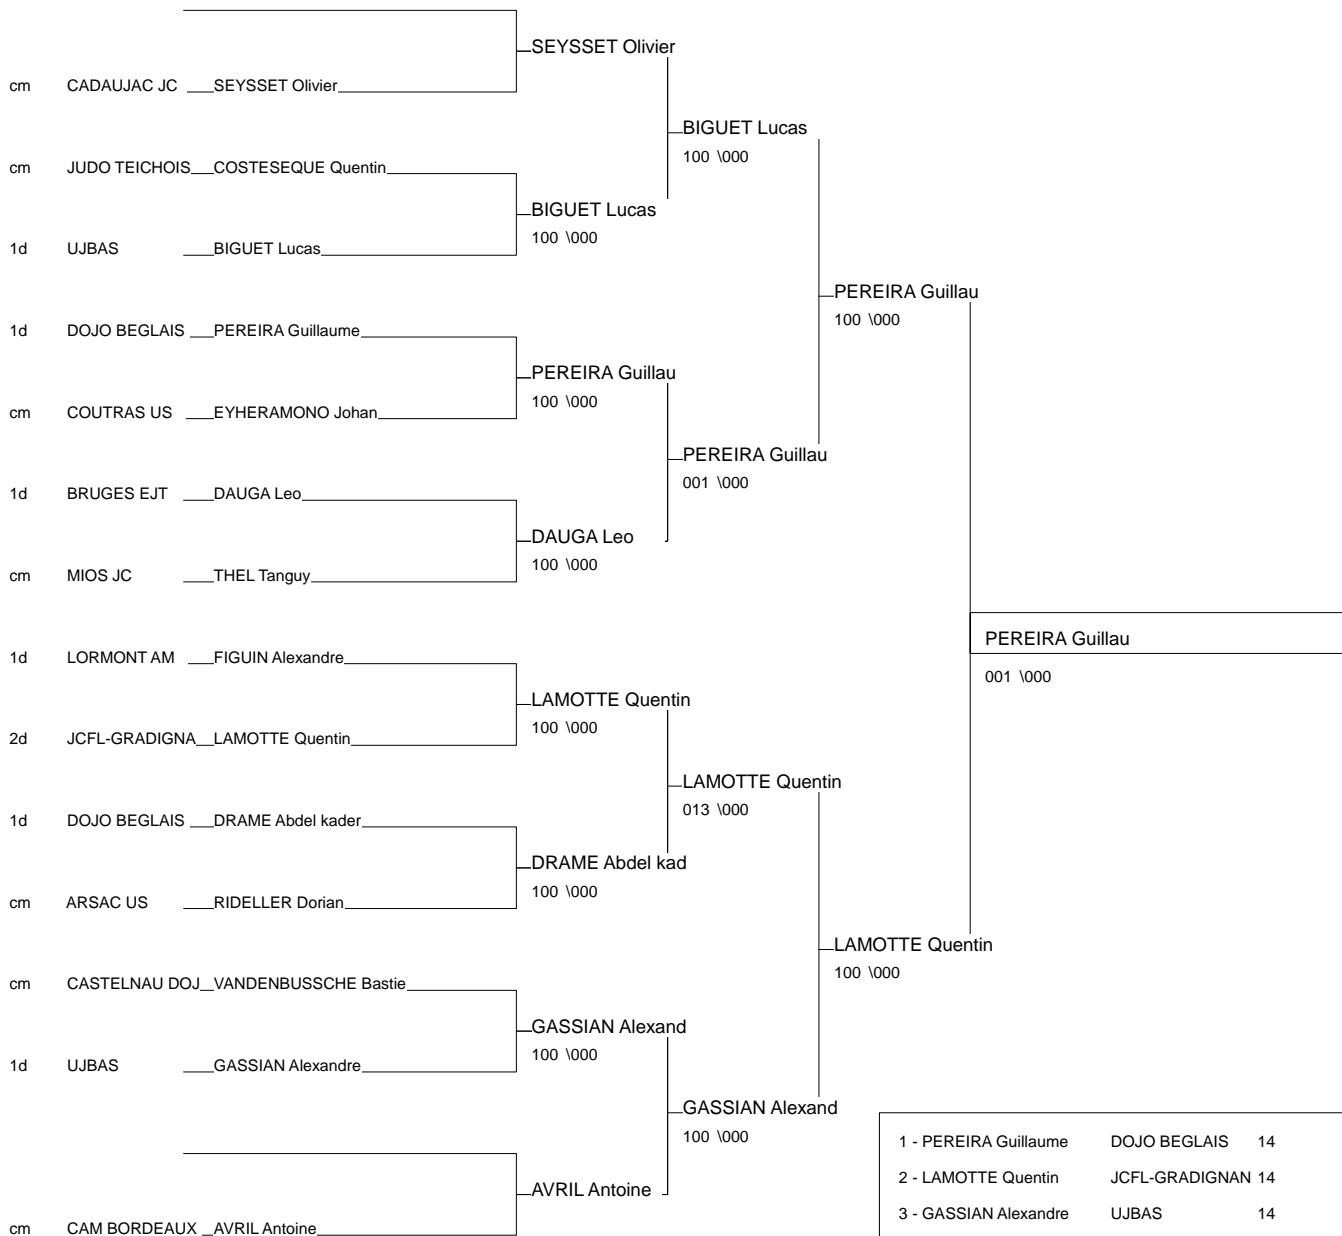 SEYSSET Olivier
cm CADAUJAC JC SEYSSET Olivier
BIGUET Lucas
100 \000
cm JUDO TEICHOIS COSTESEQUE Quentin
BIGUET Lucas
100 \000
1d UJBAS BIGUET Lucas
PEREIRA Guillau
100 \000
1d DOJO BEGLAIS PEREIRA Guillaume
PEREIRA Guillau
100 \000
cm COUTRAS US EYHERAMONO Johan
PEREIRA Guillau
001 \000
1d BRUGES EJT DAUGA Leo
DAUGA Leo
100 \000
cm MIOS JC THEL Tanguy
PEREIRA Guillau
001 \000
1d LORMONT AM FIGUIN Alexandre
LAMOTTE Quentin
100 \000
2d JCFL-GRADIGNA LAMOTTE Quentin
LAMOTTE Quentin
013 \000
1d DOJO BEGLAIS DRAME Abdel kader
DRAME Abdel kad
100 \000
cm ARSAC US RIDELLER Dorian
LAMOTTE Quentin
100 \000
cm CASTELNAU DOJ VANDENBUSSCHE Bastie
GASSIAN Alexand
100 \000
1d UJBAS GASSIAN Alexandre
GASSIAN Alexand
100 \000
AVRIL Antoine
cm CAM BORDEAUX AVRIL Antoine
1 - PEREIRA Guillaume DOJO BEGLAIS 14
2 - LAMOTTE Quentin JCFL-GRADIGNAN 14
3 - GASSIAN Alexandre UJBAS 14